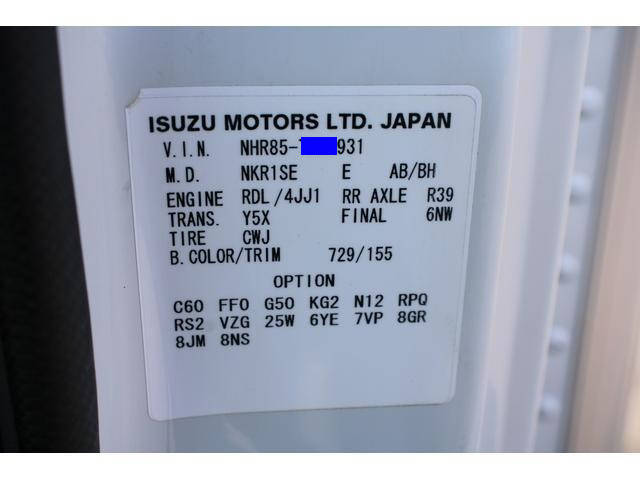 ISUZU MOTORS LTD. JAPAN
V.I.N. NHR85-7 931
M.D. NKR1SE E AB/BH
ENGINE RDL/4JJ1 RR AXLE R39
TRANS. Y5X FINAL 6NW
TIRE CWJ
B.COLOR/TRIM 729/155
OPTION
C60 FF0 G50 KG2 N12 RPQ
RS2 VZG 25W 6YE 7VP 8GR
8JM 8NS